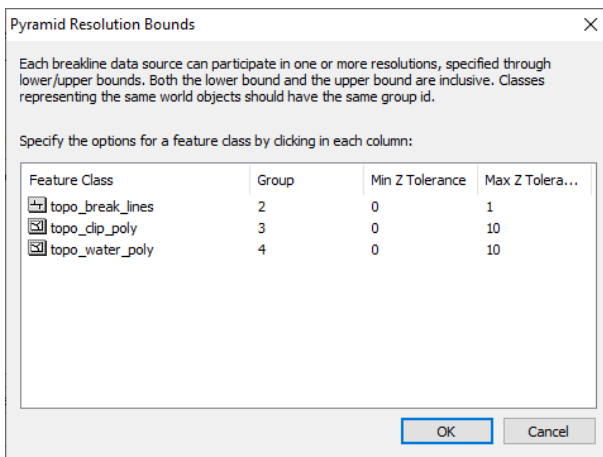 Pyramid Resolution Bounds
Each breakline data source can participate in one or more resolutions, specified through
lower/upper bounds. Both the lower bound and the upper bound are inclusive. Classes
representing the same world objects should have the same group id.
Specify the options for a feature class by clicking in each column:
Feature Class Group Min Z Tolerance Max Z Tolera...
topo_break_lines 2 0 1
topo_clip_poly 3 0 10
topo_water_poly 4 0 10
OK Cancel